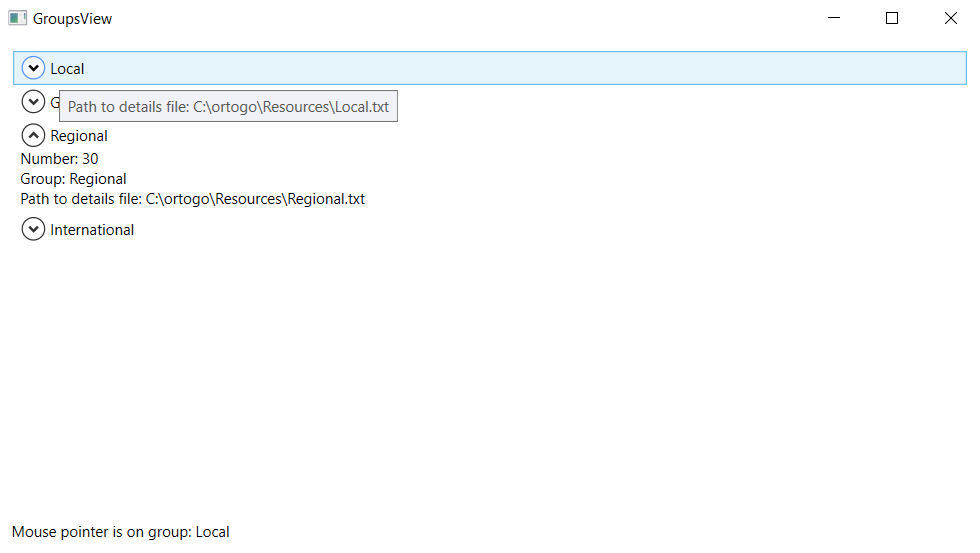 GroupsView
Local
Path to details file: C:\ortogo\Resources\Local.txt
Regional
Number: 30
Group: Regional
Path to details file: C:\ortogo\Resources\Regional.txt
International
Mouse pointer is on group: Local